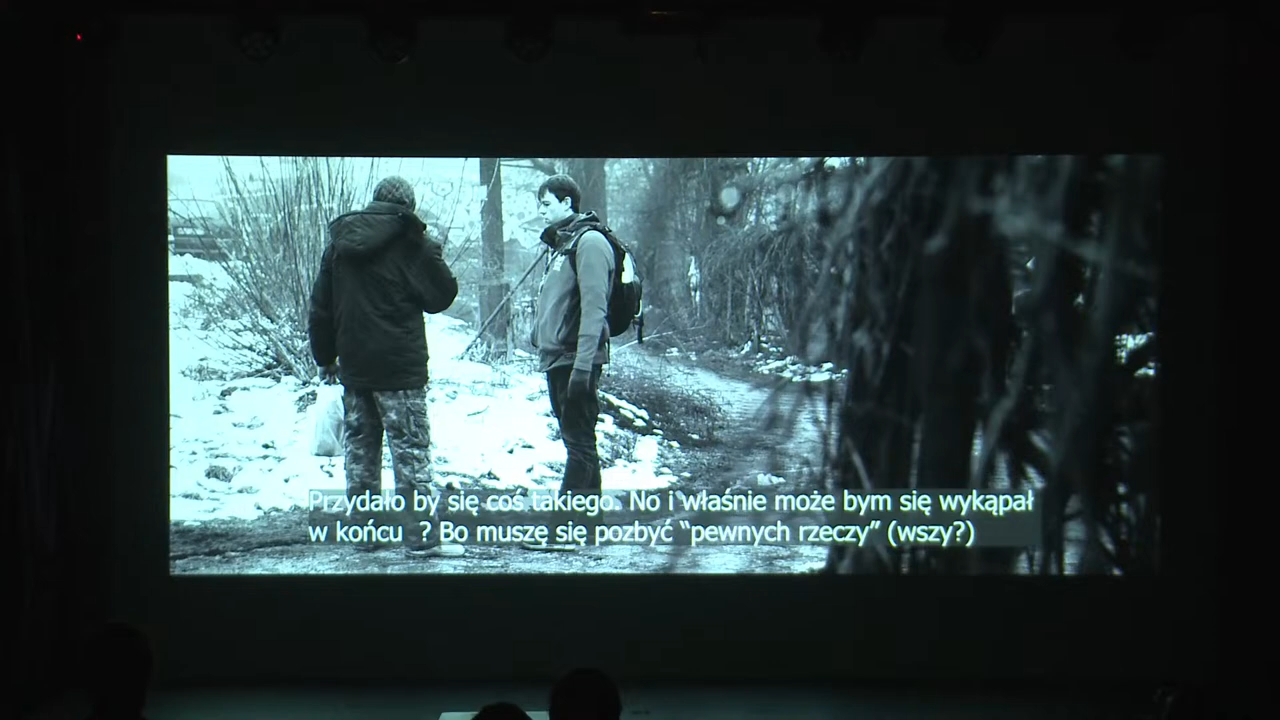 Przydało by się coś takiego. No i właśnie może bym się wykąpał
w końcu  ? Bo muszę się pozbyć “pewnych rzeczy” (wszy?)